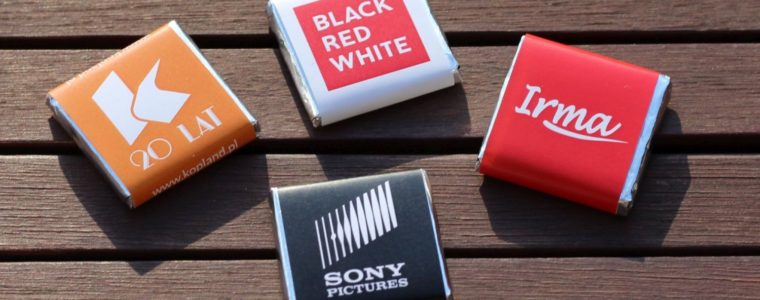 K
20 LAT
www.kopland.pl
BLACK
RED
WHITE
Irma
SONY
PICTURES